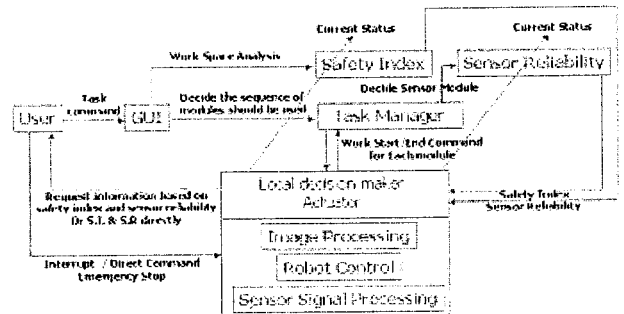 Current Status
Current Status
Work Space Analysis
Safety Index
Sensor Reliability
Decide Sensor Module
Task
Command
Decide the sequence of
modules should be used
User
GUI
Task Manager
Work Start/End Command
for Each module
Request information based on
safety index and sensor reliability
Or S.I. & S.R directly
Local decision maker
Actuator
Safety Index
Sensor Reliability
Image Processing
Interrupt / Direct Command
Emergency Stop
Robot Control
Sensor Signal Processing